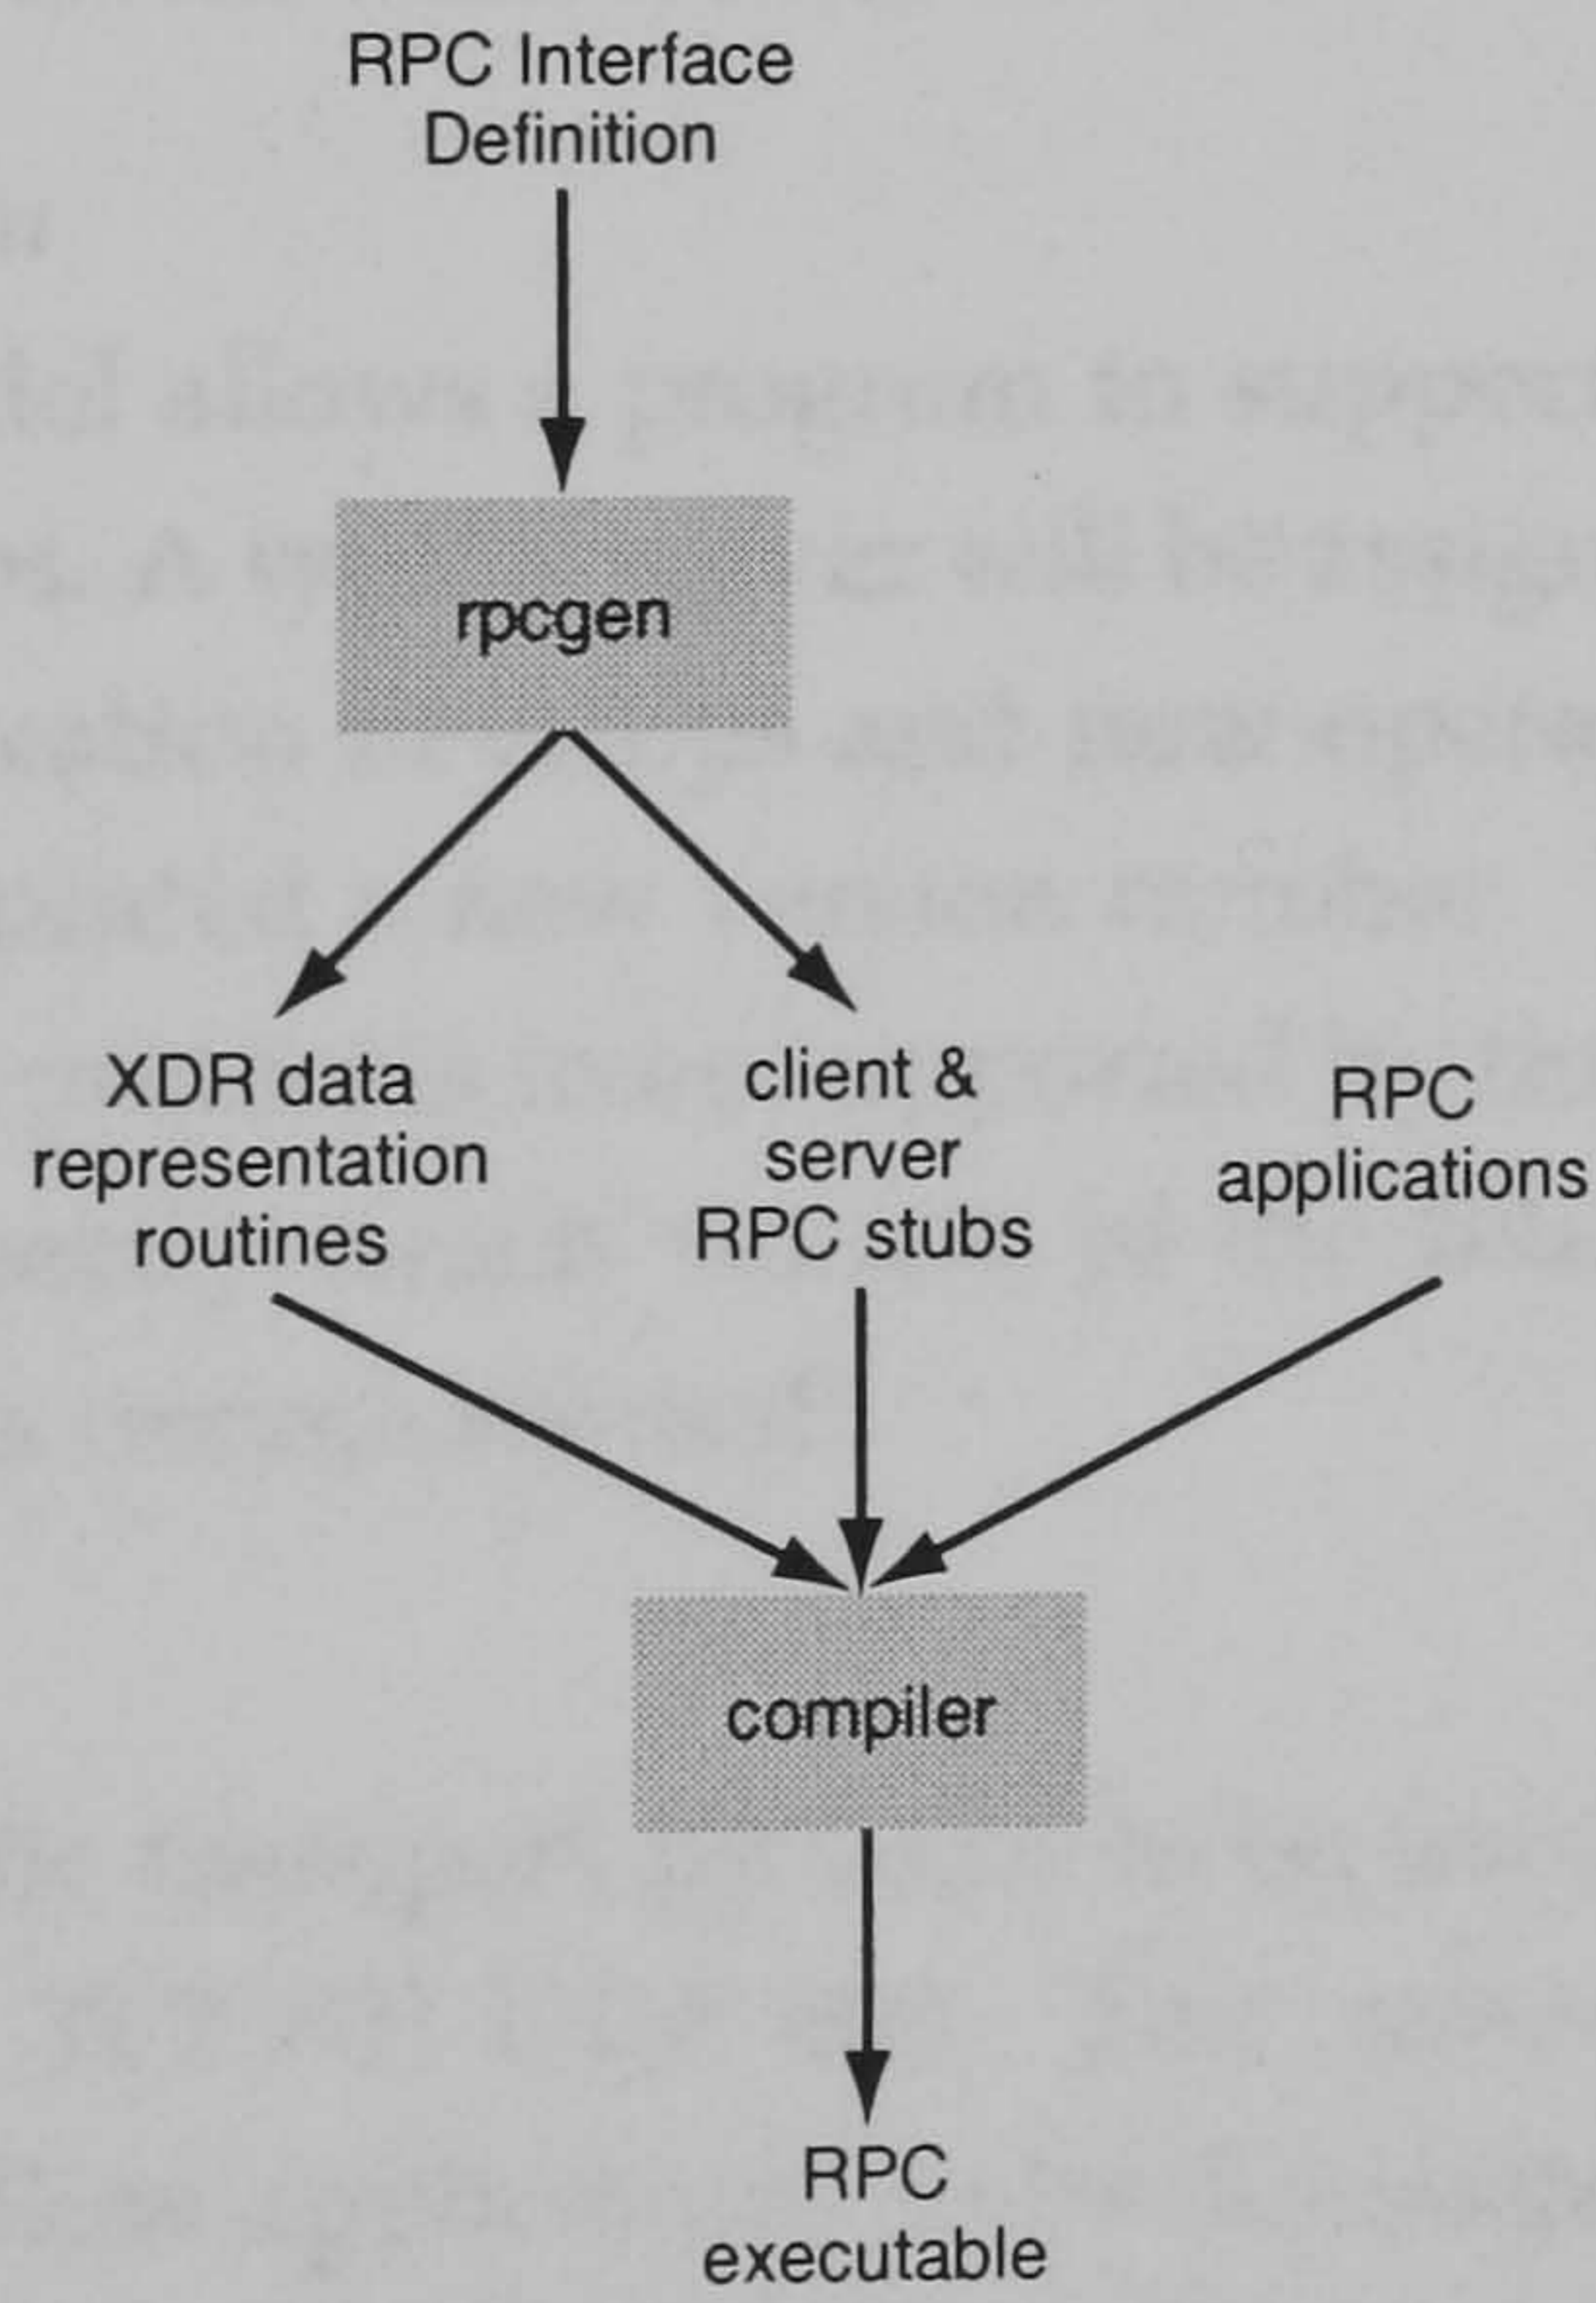 RPC Interface
Definition
rpcgen
XDR data
representation
routines
client &
server
RPC stubs
RPC
applications
compiler
RPC
executable